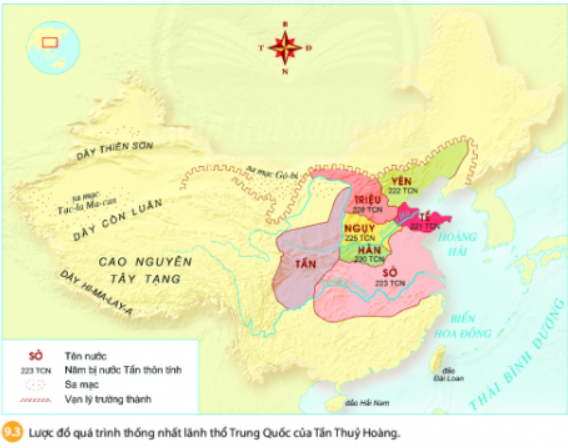 B
T
Đ
N
DÃY THIÊN SƠN
sa mạc Gô-bi
sa mạc
Tác-la Ma-can
DÃY CÔN LUÂN
CAO NGUYÊN
TÂY TẠNG
DÃY HI-MA-LAY-A
YÊN
222 TCN
TRIỆU
228 TCN
TỀ
221 TCN
NGỤY
225 TCN
HÀN
230 TCN
TẦN
SỞ
223 TCN
HOÀNG
HẢI
BIỂN
HOA ĐÔNG
THÁI BÌNH DƯƠNG
đảo
Đài Loan
đảo Hải Nam
SỞ Tên nước
223 TCN Năm bị nước Tần thôn tính
Sa mạc
Vạn lý trường thành
9.3 Lược đồ quá trình thống nhất lãnh thổ Trung Quốc của Tần Thuỷ Hoàng.